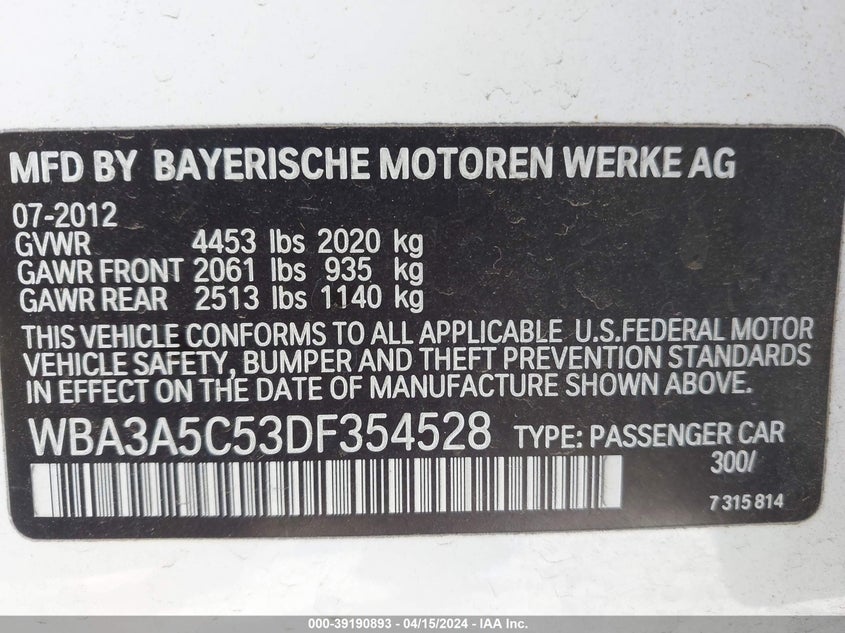 MFD BY BAYERISCHE MOTOREN WERKE AG
07-2012
GVWR 4453 lbs 2020 kg
GAWR FRONT 2061 lbs 935 kg
GAWR REAR 2513 lbs 1140 kg
THIS VEHICLE CONFORMS TO ALL APPLICABLE U.S.FEDERAL MOTOR
VEHICLE SAFETY, BUMPER AND THEFT PREVENTION STANDARDS
IN EFFECT ON THE DATE OF MANUFACTURE SHOWN ABOVE.
WBA3A5C53DF354528 TYPE: PASSENGER CAR
300/
7 315 814
000-39190893 - 04/15/2024 - IAA Inc.